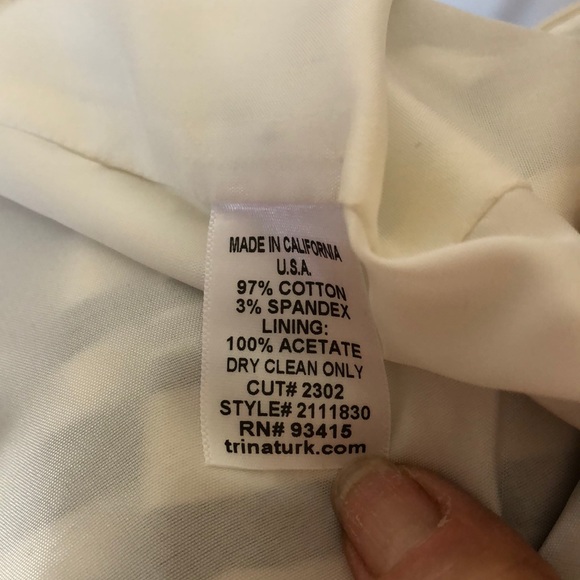 MADE IN CALIFORNIA
U.S.A.
97% COTTON
3% SPANDEX
LINING:
100% ACETATE
DRY CLEAN ONLY
CUT# 2302
STYLE# 2111830
RN# 93415
trinaturk.com